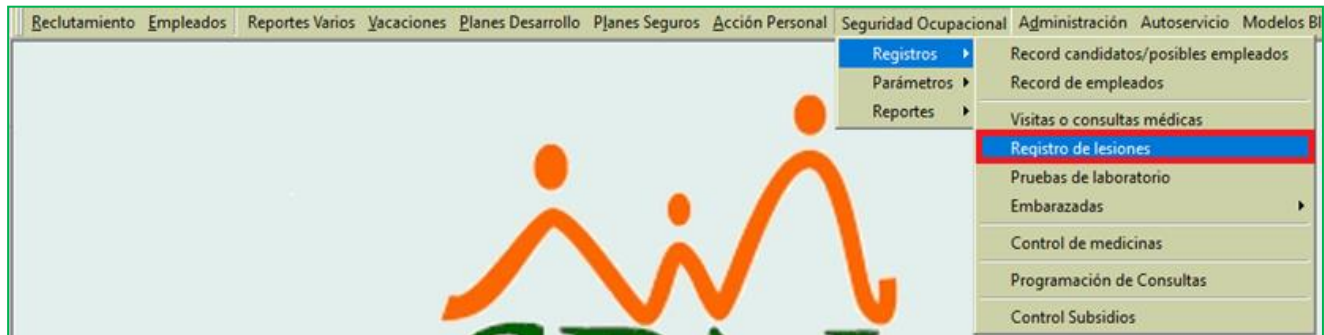 Reclutamiento Empleados Reportes Varios Vacaciones Planes Desarrollo Planes Seguros Acción Personal Seguridad Ocupacional Administración Autoservicio Modelos
Registros
Parámetros
Reportes
Record candidatos/posibles empleados
Record de empleados
Visitas o consultas médicas
Registro de lesiones
Pruebas de laboratorio
Embarazadas
Control de medicinas
Programación de Consultas
Control Subsidios